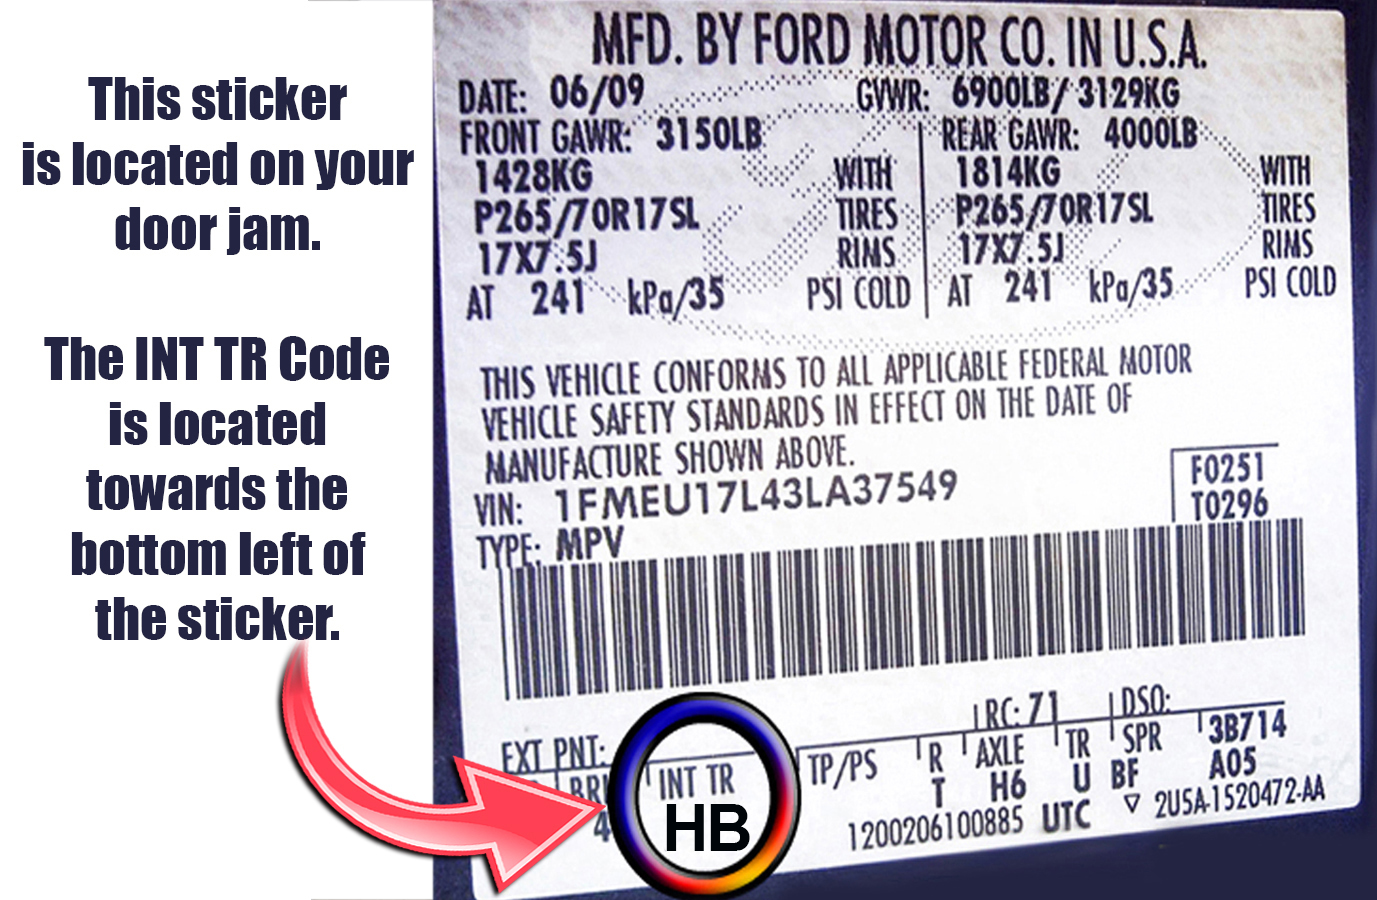 This sticker
is located on your
door jam.
The INT TR Code
is located
towards the
bottom left of
the sticker.
MFD. BY FORD MOTOR CO. IN U.S.A.
DATE: 06/09 GVWR: 6900LB/ 3129KG
FRONT GAWR: 3150LB REAR GAWR: 4000LB
1428KG WITH 1814KG WITH
P265/70R17SL TIRES P265/70R17SL TIRES
17X7.5J RIMS 17X7.5J RIMS
AT 241 kPa/35 PSI COLD AT 241 kPa/35 PSI COLD
THIS VEHICLE CONFORMS TO ALL APPLICABLE FEDERAL MOTOR
VEHICLE SAFETY STANDARDS IN EFFECT ON THE DATE OF
MANUFACTURE SHOWN ABOVE.
VIN: 1FMEU17L43LA37549 F0251
TYPE: MPV T0296
EXT PNT: RC: 71 DSO:
INT TR TP/PS R AXLE TR SPR 3B714
HB T H6 U BF A05
4 1200206100885 UTC ▽ 2U5A-1520472-AA